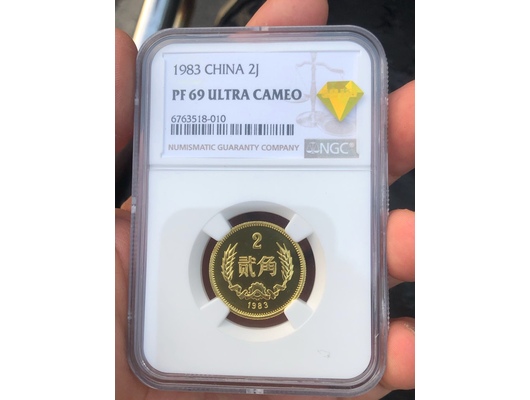 1983 CHINA 2J
PF 69 ULTRA CAMEO
6763518-010
NUMISMATIC GUARANTY COMPANY
NGC
2
贰角
1983